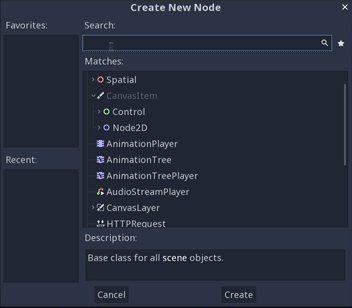 Create New Node
Favorites:
Search:
Matches:
Spatial
CanvasItem
Control
Node2D
AnimationPlayer
AnimationTree
AnimationTreePlayer
AudioStreamPlayer
CanvasLayer
HTTPRequest
Recent:
Description:
Base class for all scene objects.
Cancel
Create